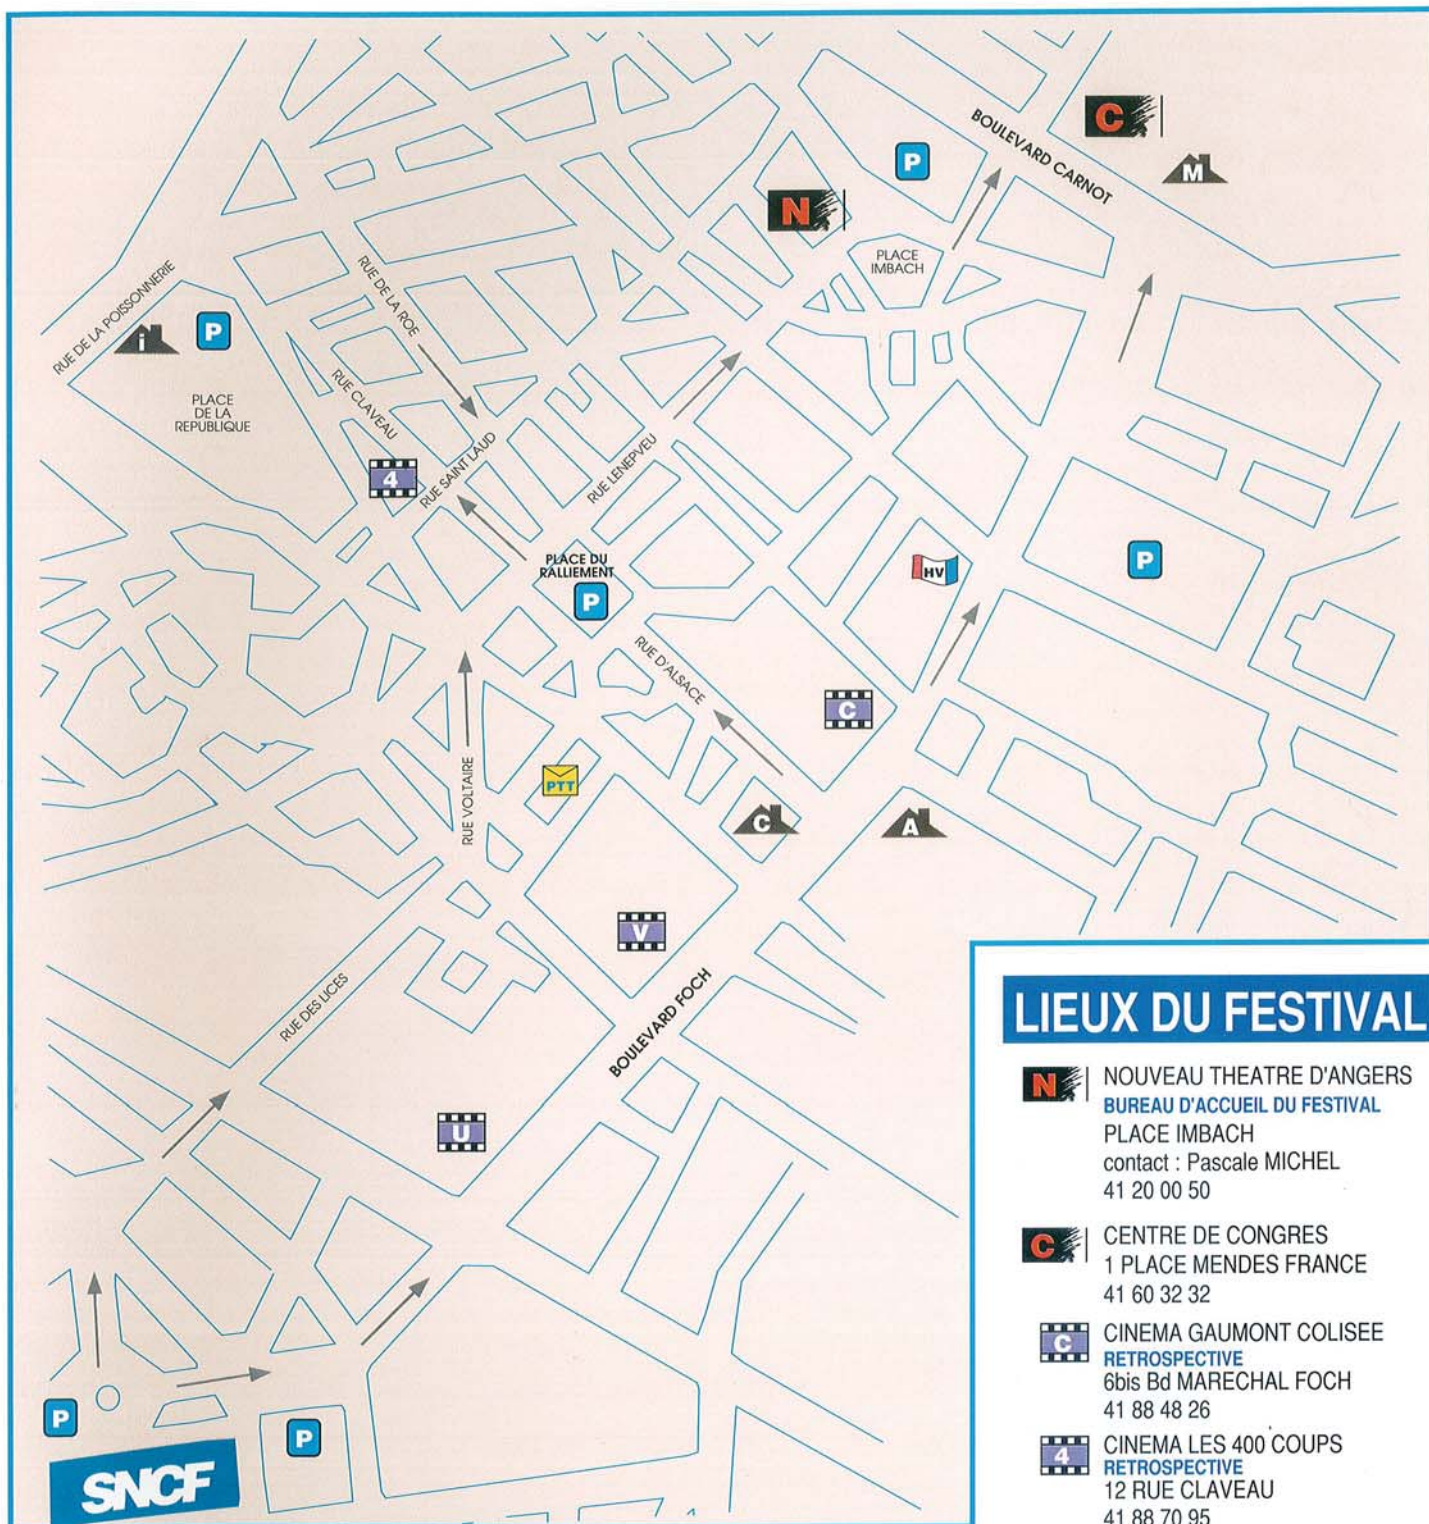 BOULEVARD CARNOT
C
M
P
N
PLACE
IMBACH
RUE DE LA POISSONNERIE
RUE DE LA ROE
i
P
PLACE
DE LA
REPUBLIQUE
RUE CLAVEAU
4
RUE SAINT LAUD
RUE LENEPVEU
PLACE DU
RALLIEMENT
P
HV
P
RUE D'ALSACE
C
RUE VOLTAIRE
PTT
C
A
V
RUE DES LICES
BOULEVARD FOCH
U
P
P
SNCF
LIEUX DU FESTIVAL
N
NOUVEAU THEATRE D'ANGERS
BUREAU D'ACCUEIL DU FESTIVAL
PLACE IMBACH
contact : Pascale MICHEL
41 20 00 50
C
CENTRE DE CONGRES
1 PLACE MENDES FRANCE
41 60 32 32
C
CINEMA GAUMONT COLISEE
RETROSPECTIVE
6bis Bd MARECHAL FOCH
41 88 48 26
4
CINEMA LES 400 COUPS
RETROSPECTIVE
12 RUE CLAVEAU
41 88 70 95